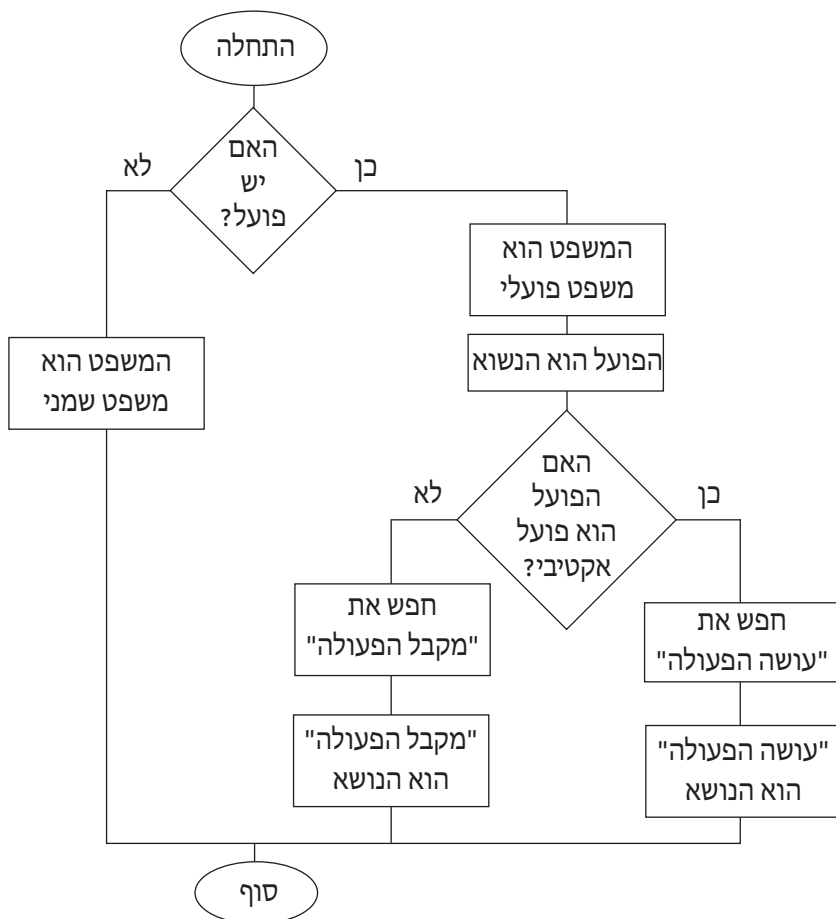 התחלה
האם
יש
פועל?
כן
לא
המשפט הוא
משפט פועלי
הפועל הוא הנשוא
המשפט הוא
משפט שמני
האם
הפועל
הוא פועל
אקטיבי?
כן
לא
חפש את
"עושה הפעולה"
חפש את
"מקבל הפעולה"
"עושה הפעולה"
הוא הנושא
"מקבל הפעולה"
הוא הנושא
סוף